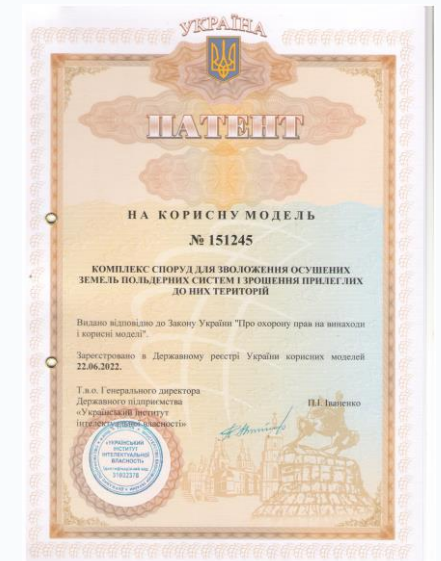 УКРАЇНА
ПАТЕНТ
НА КОРИСНУ МОДЕЛЬ
№ 151245
КОМПЛЕКС СПОРУД ДЛЯ ЗВОЛОЖЕННЯ ОСУШЕНИХ
ЗЕМЕЛЬ ПОЛЬДЕРНИХ СИСТЕМ І ЗРОШЕННЯ ПРИЛЕГЛИХ
ДО НИХ ТЕРИТОРІЙ
Видано відповідно до Закону України "Про охорону прав на винаходи
і корисні моделі".
Зареєстровано в Державному реєстрі України корисних моделей
22.06.2022.
Т.в.о. Генерального директора
Державного підприємства
«Український інститут
інтелектуальної власності»
П.І. Іваненко
«УКРАЇНСЬКИЙ
ІНСТИТУТ
ІНТЕЛЕКТУАЛЬНОЇ
ВЛАСНОСТІ»
Ідентифікаційний код
31032378